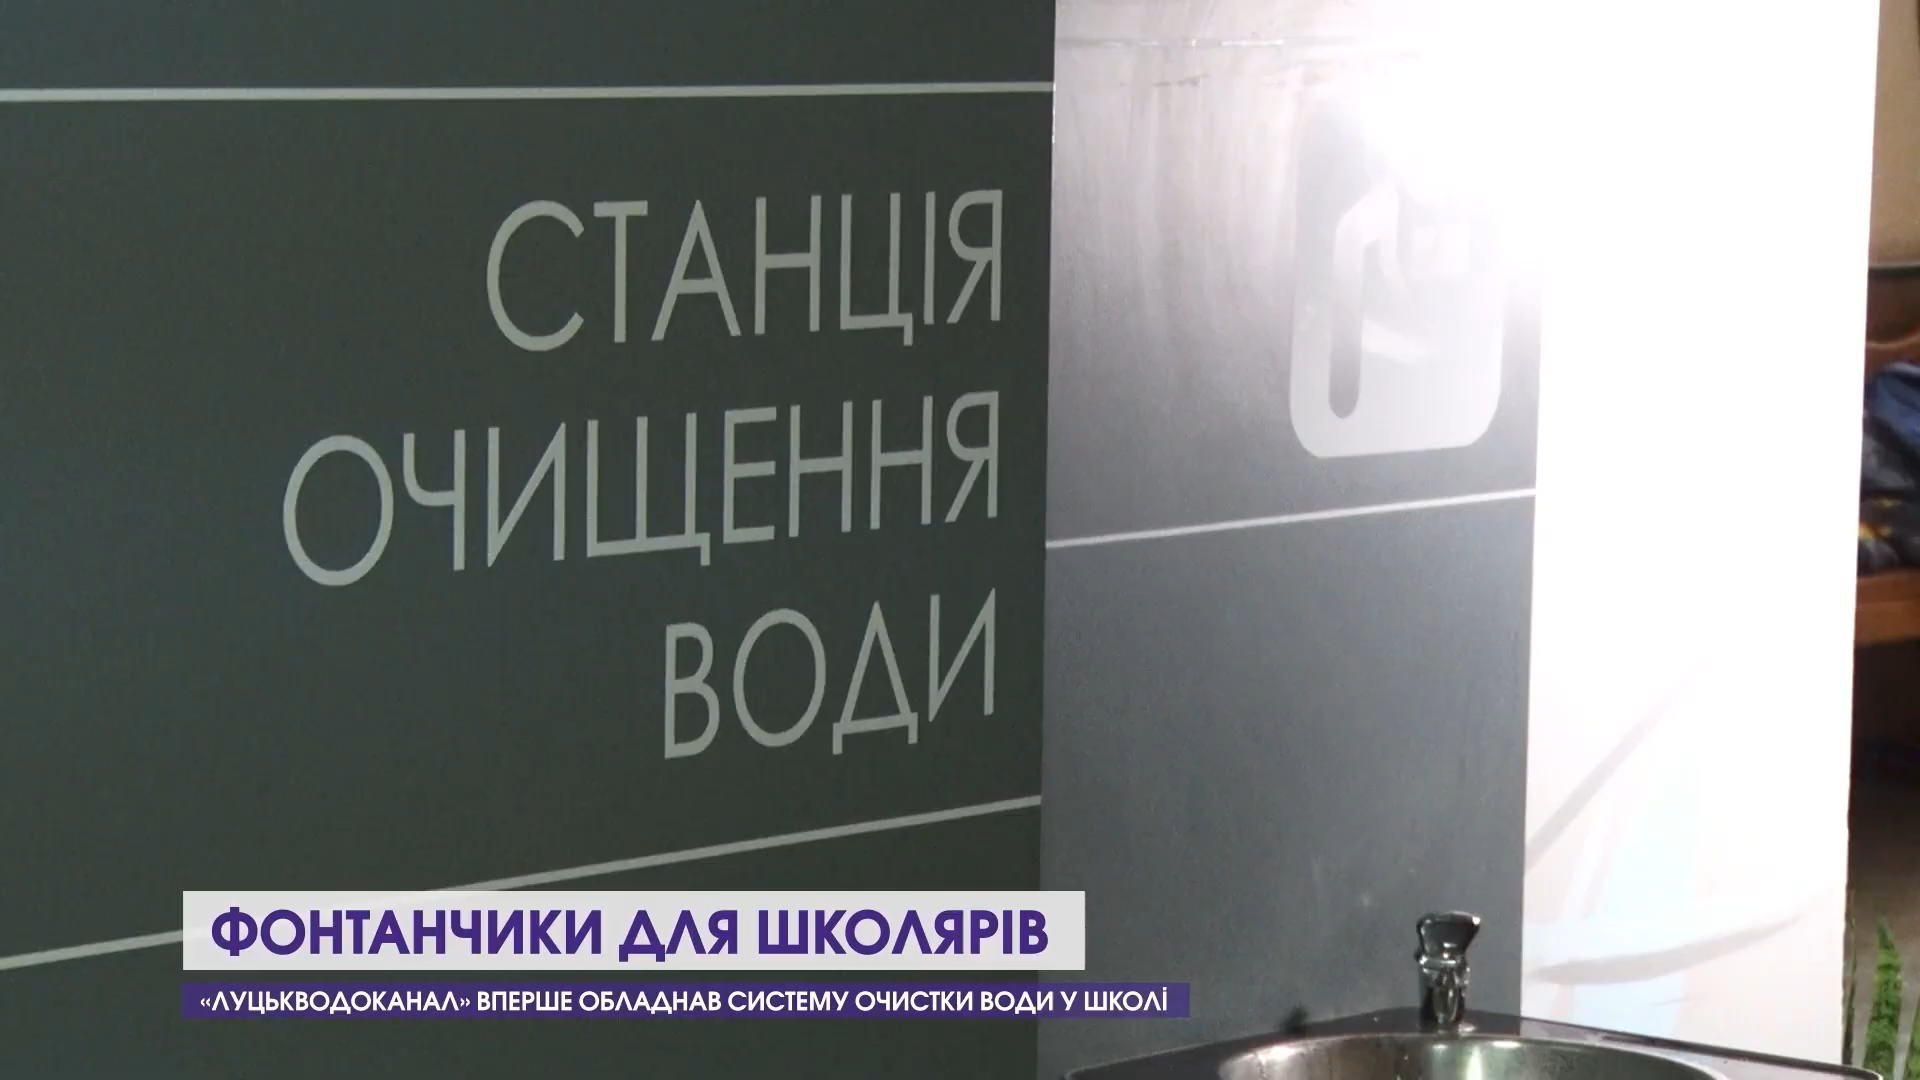 СТАНЦІЯ
ОЧИЩЕННЯ
ВОДИ
ФОНТАНЧИКИ ДЛЯ ШКОЛЯРІВ
«ЛУЦЬКВОДОКАНАЛ» ВПЕРШЕ ОБЛАДНАВ СИСТЕМУ ОЧИСТКИ ВОДИ У ШКОЛІ